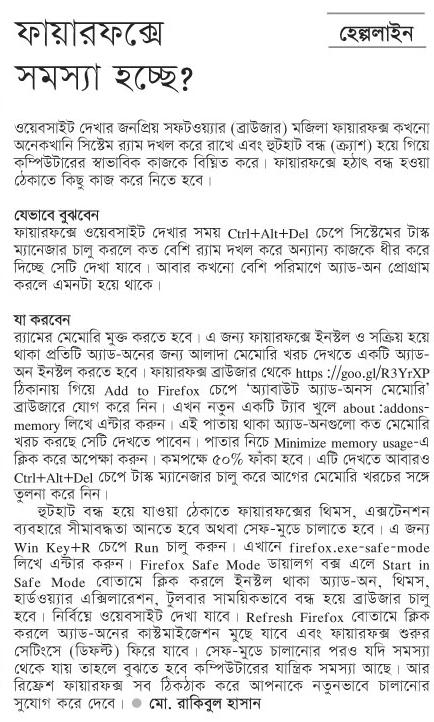 ফায়ারফক্সে
সমস্যা হচ্ছে?
হেল্পলাইন
ওয়েবসাইট দেখার জনপ্রিয় সফটওয়্যার (ব্রাউজার) মজিলা ফায়ারফক্স কখনো
অনেকখানি সিস্টেম র‍্যাম দখল করে রাখে এবং হুটহাট বন্ধ (ক্র্যাশ) হয়ে গিয়ে
কম্পিউটারের স্বাভাবিক কাজকে বিঘ্নিত করে। ফায়ারফক্সে হঠাৎ বন্ধ হওয়া
ঠেকাতে কিছু কাজ করে নিতে হবে।
যেভাবে বুঝবেন
ফায়ারফক্সে ওয়েবসাইট দেখার সময় Ctrl+Alt+Del চেপে সিস্টেমের টাস্ক
ম্যানেজার চালু করলে কত বেশি র‍্যাম দখল করে অন্যান্য কাজকে ধীর করে
দিচ্ছে সেটি দেখা যাবে। আবার কখনো বেশি পরিমাণে অ্যাড-অন প্রোগ্রাম
করলে এমনটা হয়ে থাকে।
যা করবেন
র‍্যামের মেমোরি মুক্ত করতে হবে। এ জন্য ফায়ারফক্সে ইনস্টল ও সক্রিয় হয়ে
থাকা প্রতিটি অ্যাড-অনের জন্য আলাদা মেমোরি খরচ দেখতে একটি অ্যাড-
অন ইনস্টল করতে হবে। ফায়ারফক্স ব্রাউজার থেকে https ://goo.gl/R3YrXP
ঠিকানায় গিয়ে Add to Firefox চেপে ‘অ্যাবাউট অ্যাড-অনস মেমোরি’
ব্রাউজারে যোগ করে নিন। এখন নতুন একটি ট্যাব খুলে about :addons-
memory লিখে এন্টার করুন। এই পাতায় থাকা অ্যাড-অনগুলো কত মেমোরি
খরচ করছে সেটি দেখতে পাবেন। পাতার নিচে Minimize memory usage-এ
ক্লিক করে অপেক্ষা করুন। কমপক্ষে ৫০% ফাঁকা হবে। এটি দেখতে আবারও
Ctrl+Alt+Del চেপে টাস্ক ম্যানেজার চালু করে আগের মেমোরি খরচের সঙ্গে
তুলনা করে নিন।
হুটহাট বন্ধ হয়ে যাওয়া ঠেকাতে ফায়ারফক্সের থিমস, এক্সটেনশন
ব্যবহারে সীমাবদ্ধতা আনতে হবে অথবা সেফ-মুডে চালাতে হবে। এ জন্য
Win Key+R চেপে Run চালু করুন। এখানে firefox.exe-safe-mode
লিখে এন্টার করুন। Firefox Safe Mode ডায়ালগ বক্স এলে Start in
Safe Mode বোতামে ক্লিক করলে ইনস্টল থাকা অ্যাড-অন, থিমস,
হার্ডওয়্যার এক্সিলারেশন, টুলবার সাময়িকভাবে বন্ধ হয়ে ব্রাউজার চালু
হবে। নির্বিঘ্নে ওয়েবসাইট দেখা যাবে। Refresh Firefox বোতামে ক্লিক
করলে অ্যাড-অনের কাস্টমাইজেশন মুছে যাবে এবং ফায়ারফক্স শুরুর
সেটিংসে (ডিফল্ট) ফিরে যাবে। সেফ-মুডে চালানোর পরও যদি সমস্যা
থেকে যায় তাহলে বুঝতে হবে কম্পিউটারের যান্ত্রিক সমস্যা আছে। আর
রিফ্রেশ ফায়ারফক্স সব ঠিকঠাক করে আপনাকে নতুনভাবে চালানোর
সুযোগ করে দেবে। ● মো. রাকিবুল হাসান